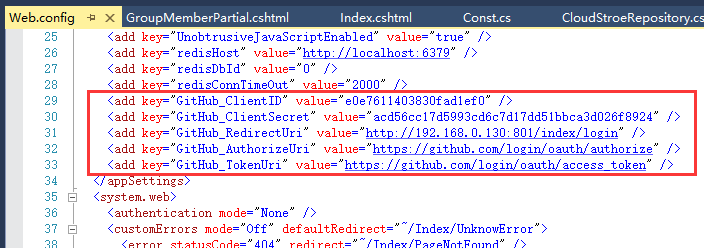 Web.config GroupMemberPartial.cshtml Index.cshtml Const.cs CloudStroeRepository.cs
25 <add key="UnobtrusiveJavaScriptEnabled" value="true" />
26 <add key="redisHost" value="http://localhost:6379" />
27 <add key="redisDbId" value="0" />
28 <add key="redisConnTimeOut" value="2000" />
29 <add key="GitHub_ClientID" value="e0e7611403830fad1ef0" />
30 <add key="GitHub_ClientSecret" value="acd56cc17d5993cd6c7d17dd51bbca3d026f8924" />
31 <add key="GitHub_RedirectUri" value="http://192.168.0.130:801/index/login" />
32 <add key="GitHub_AuthorizeUri" value="https://github.com/login/oauth/authorize" />
33 <add key="GitHub_TokenUri" value="https://github.com/login/oauth/access_token" />
34 </appSettings>
35 <system.web>
36 <authentication mode="None" />
37 <customErrors mode="Off" defaultRedirect="~/Index/UnknowError">
38 <error statusCode="404" redirect="~/Index/PageNotFound" />